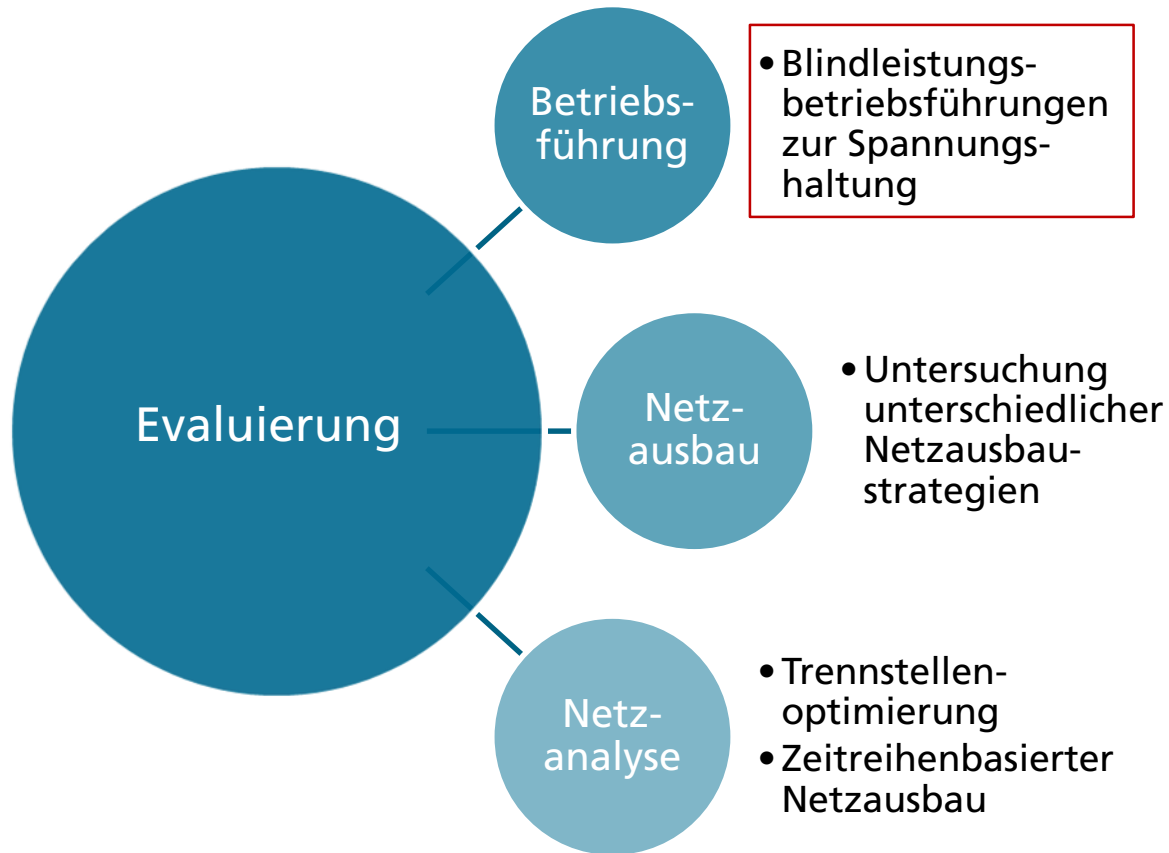 Betriebs-
führung
• Blindleistungs-
betriebsführungen
zur Spannungs-
haltung
Evaluierung
Netz-
ausbau
• Untersuchung
unterschiedlicher
Netzausbau-
strategien
Netz-
analyse
• Trennstellen-
optimierung
• Zeitreihenbasierter
Netzausbau